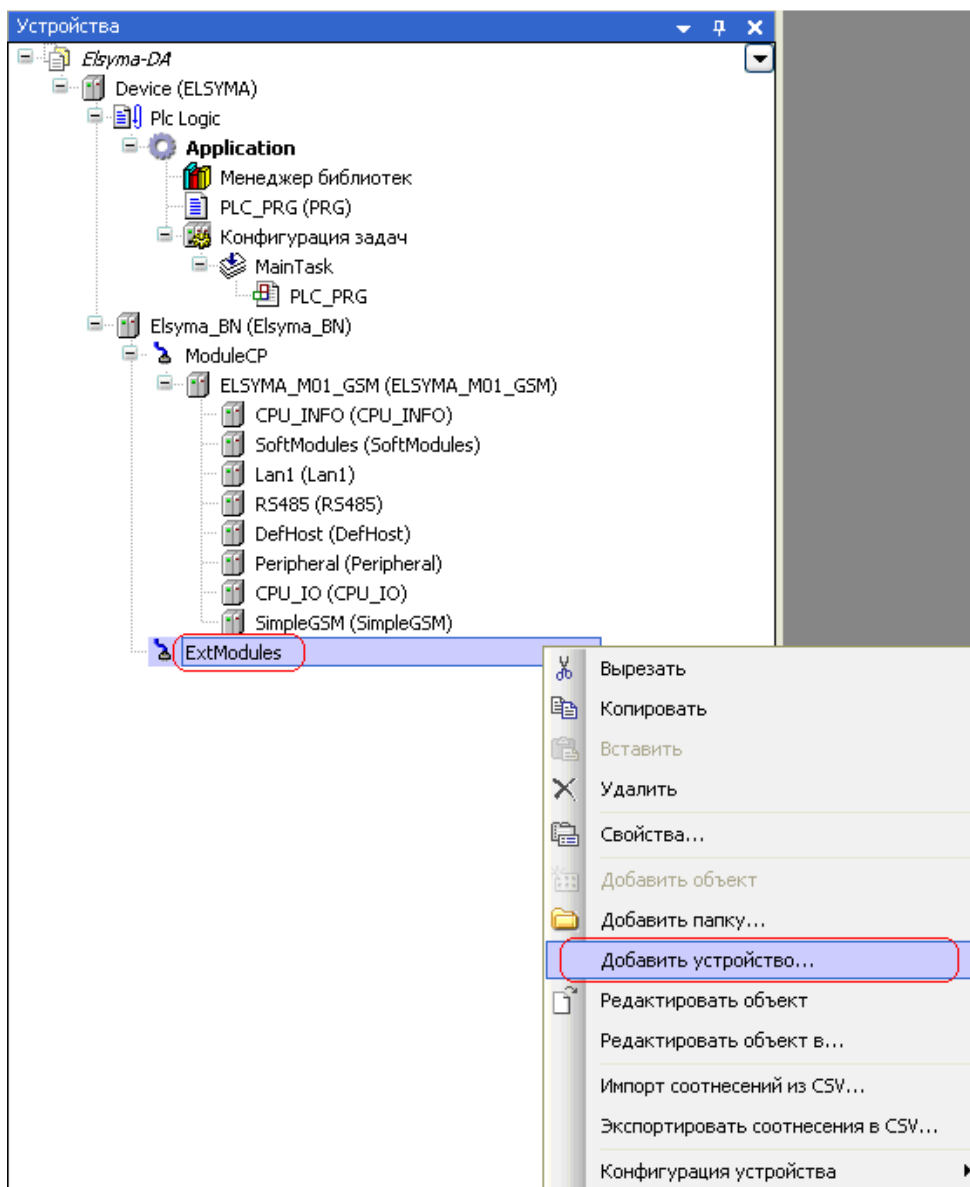 Устройства
Elsyma-DA
Device (ELSYMA)
Plc Logic
Application
Менеджер библиотек
PLC_PRG (PRG)
Конфигурация задач
MainTask
PLC_PRG
Elsyma_BN (Elsyma_BN)
ModuleCP
ELSYMA_M01_GSM (ELSYMA_M01_GSM)
CPU_INFO (CPU_INFO)
SoftModules (SoftModules)
Lan1 (Lan1)
RS485 (RS485)
DefHost (DefHost)
Peripheral (Peripheral)
CPU_IO (CPU_IO)
SimpleGSM (SimpleGSM)
ExtModules
Вырезать
Копировать
Вставить
Удалить
Свойства...
Добавить объект
Добавить папку...
Добавить устройство...
Редактировать объект
Редактировать объект в...
Импорт соотнесений из CSV...
Экспортировать соотнесения в CSV...
Конфигурация устройства